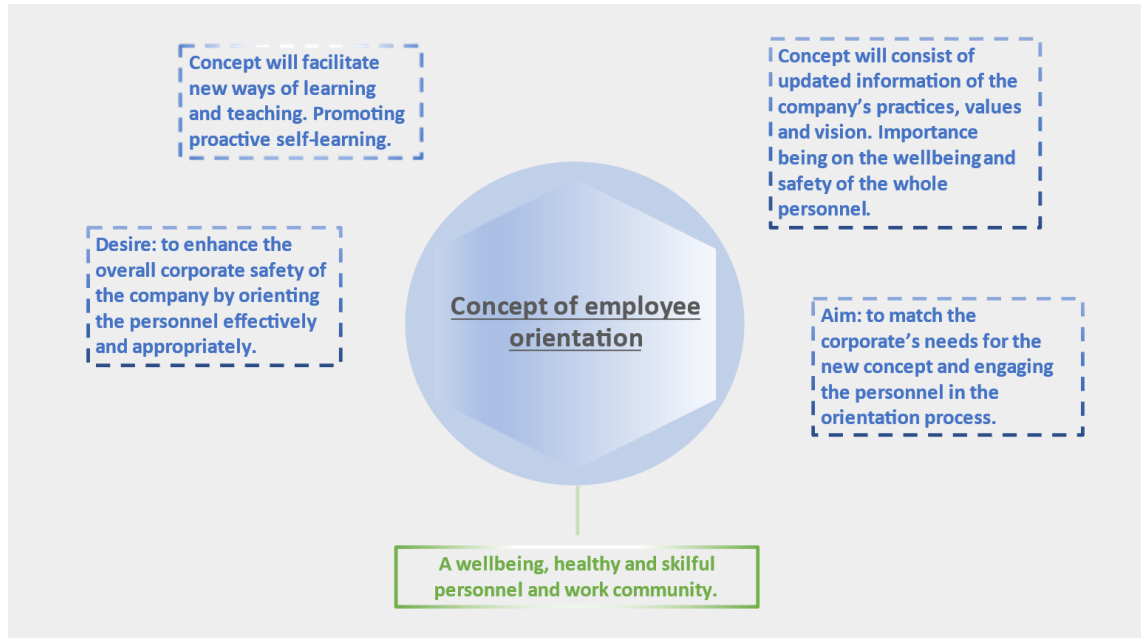 Concept will facilitate
new ways of learning
and teaching. Promoting
proactive self-learning.
Concept will consist of
updated information of the
company's practices, values
and vision. Importance
being on the wellbeing and
safety of the whole
personnel.
Desire: to enhance the
overall corporate safety of
the company by orienting
the personnel effectively
and appropriately.
Concept of employee
orientation
Aim: to match the
corporate's needs for the
new concept and engaging
the personnel in the
orientation process.
A wellbeing, healthy and skilful
personnel and work community.